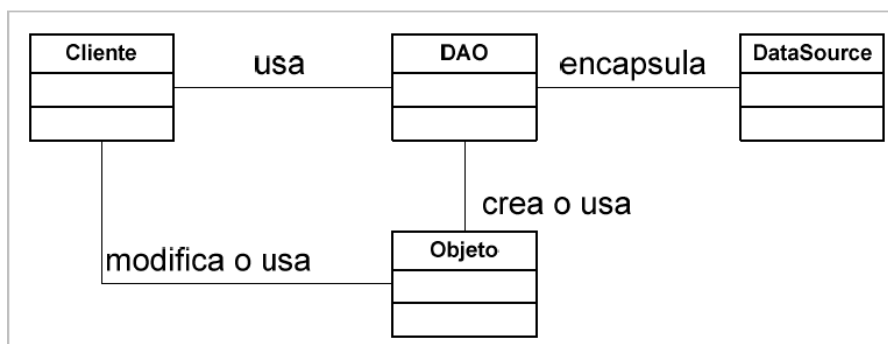 Cliente
usa
DAO
encapsula
DataSource
crea o usa
modifica o usa
Objeto